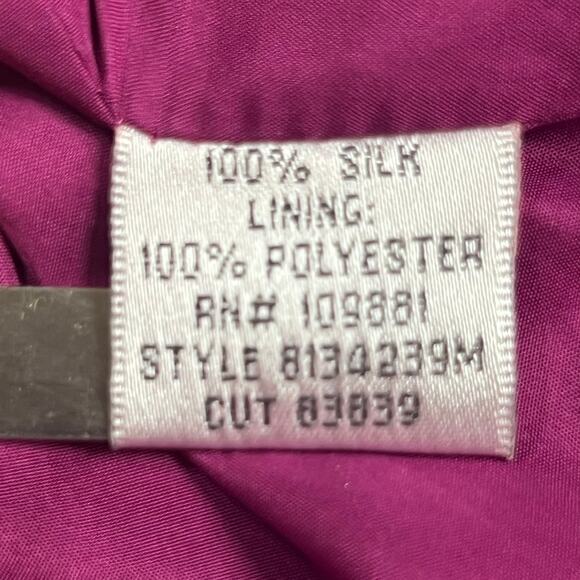 100% SILK
LINING:
100% POLYESTER
RN# 109881
STYLE 8134239M
CUT 83839